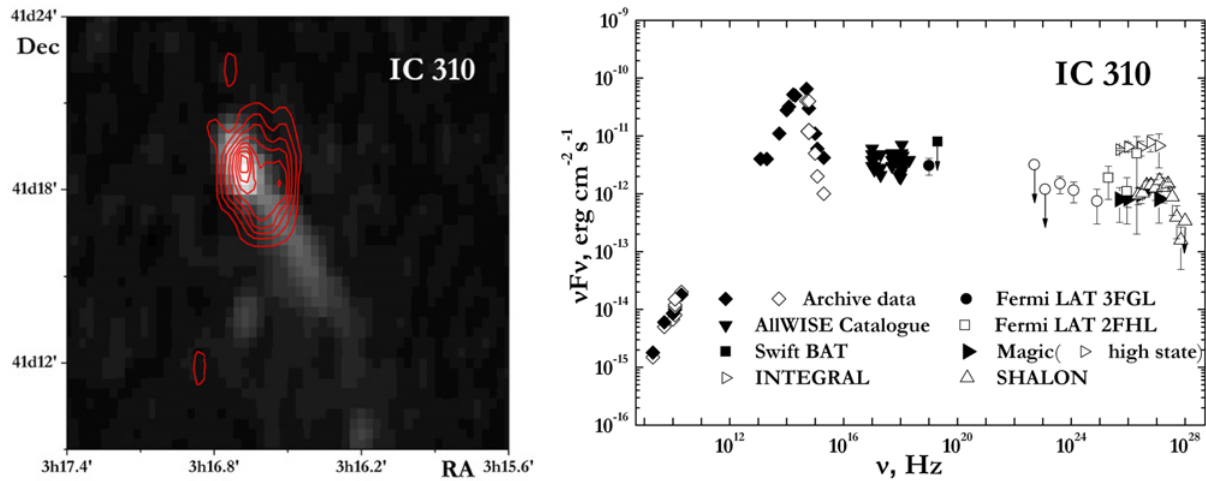 41d24'
Dec
IC 310
41d18'
41d12'
3h17.4'
3h16.8'
3h16.2'
RA
3h15.6'
νFν, erg cm⁻² s⁻¹
10⁻⁹
10⁻¹⁰
10⁻¹¹
10⁻¹²
10⁻¹³
10⁻¹⁴
10⁻¹⁵
10⁻¹⁶
IC 310
Archive data
AllWISE Catalogue
Swift BAT
INTEGRAL
Fermi LAT 3FGL
Fermi LAT 2FHL
Magic( high state)
SHALON
10¹²
10¹⁶
10²⁰
10²⁴
10²⁸
ν, Hz